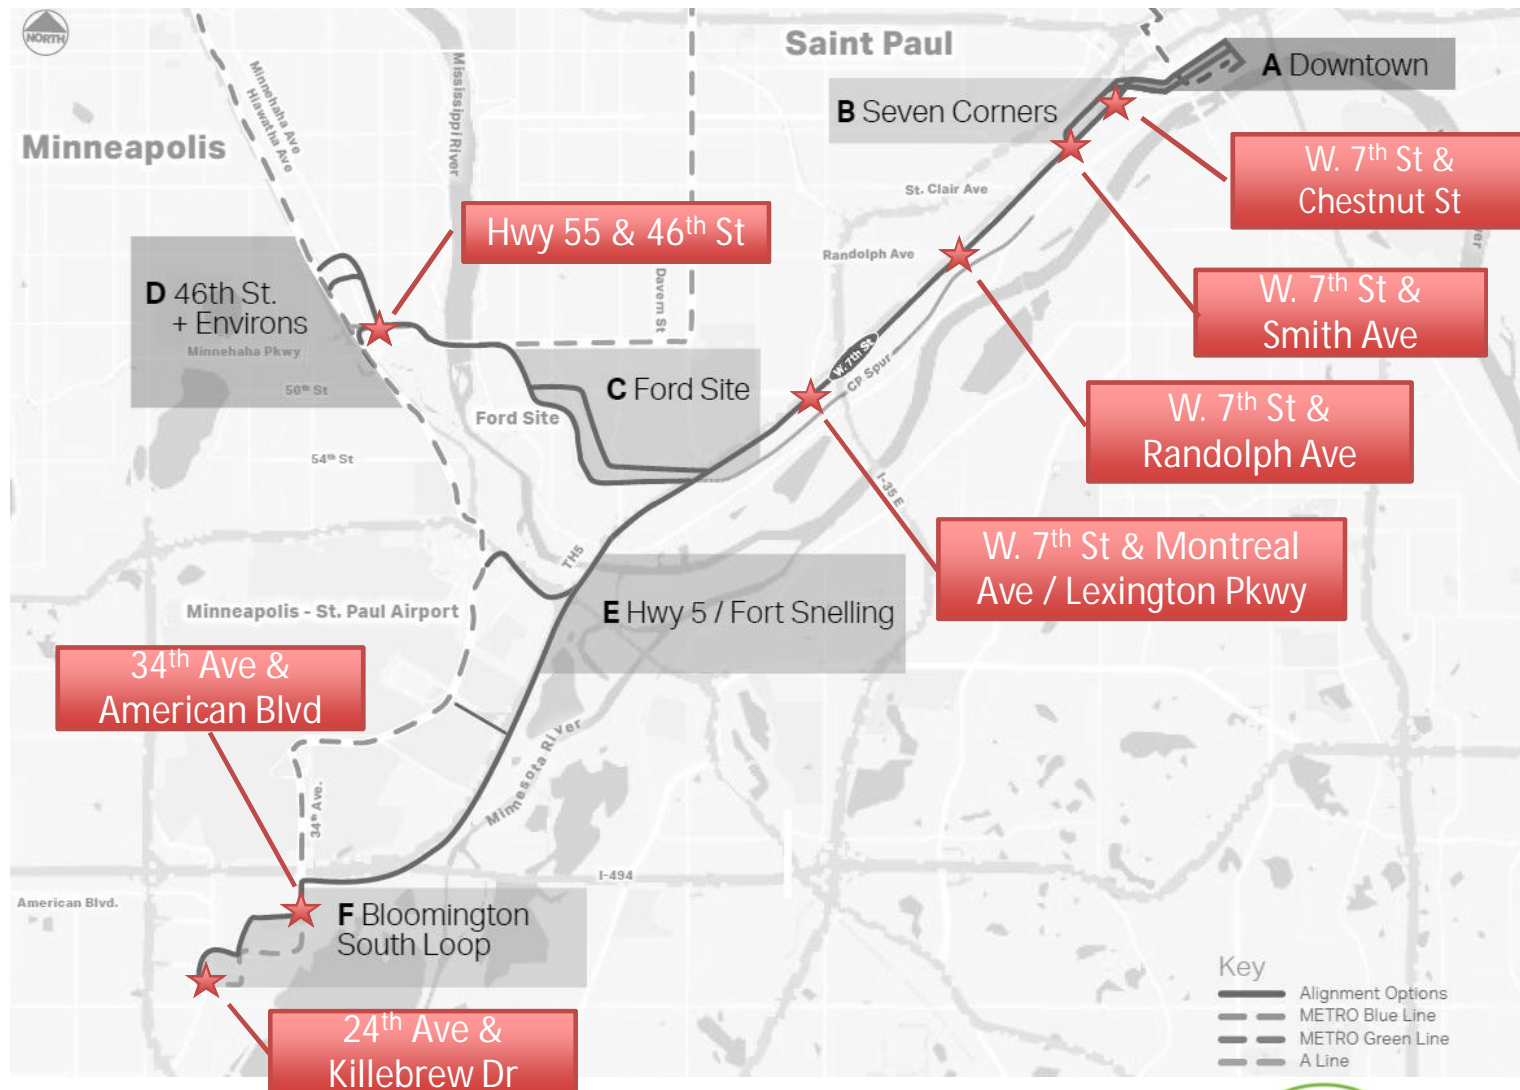 NORTH
Saint Paul
A Downtown
B Seven Corners
W. 7th St &
Chestnut St
Minnehaha Ave
Hiawatha Ave
Mississippi River
Minneapolis
St. Clair Ave
Hwy 55 & 46th St
Randolph Ave
Davern St
W. 7th St &
Smith Ave
D 46th St.
+ Environs
Minnehaha Pkwy
50th St
W. 7th St
CP Spur
C Ford Site
Ford Site
W. 7th St &
Randolph Ave
54th St
I-35 E
W. 7th St & Montreal
Ave / Lexington Pkwy
TH5
Minneapolis - St. Paul Airport
E Hwy 5 / Fort Snelling
34th Ave &
American Blvd
Minnesota River
34th Ave.
I-494
American Blvd.
F Bloomington
South Loop
24th Ave &
Killebrew Dr
Key
Alignment Options
METRO Blue Line
METRO Green Line
A Line